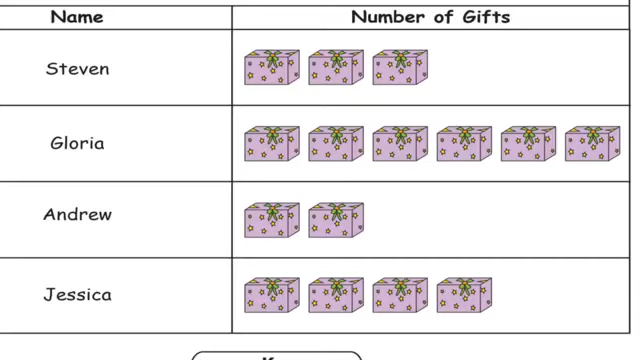 Name Number of Gifts
Steven
Gloria
Andrew
Jessica